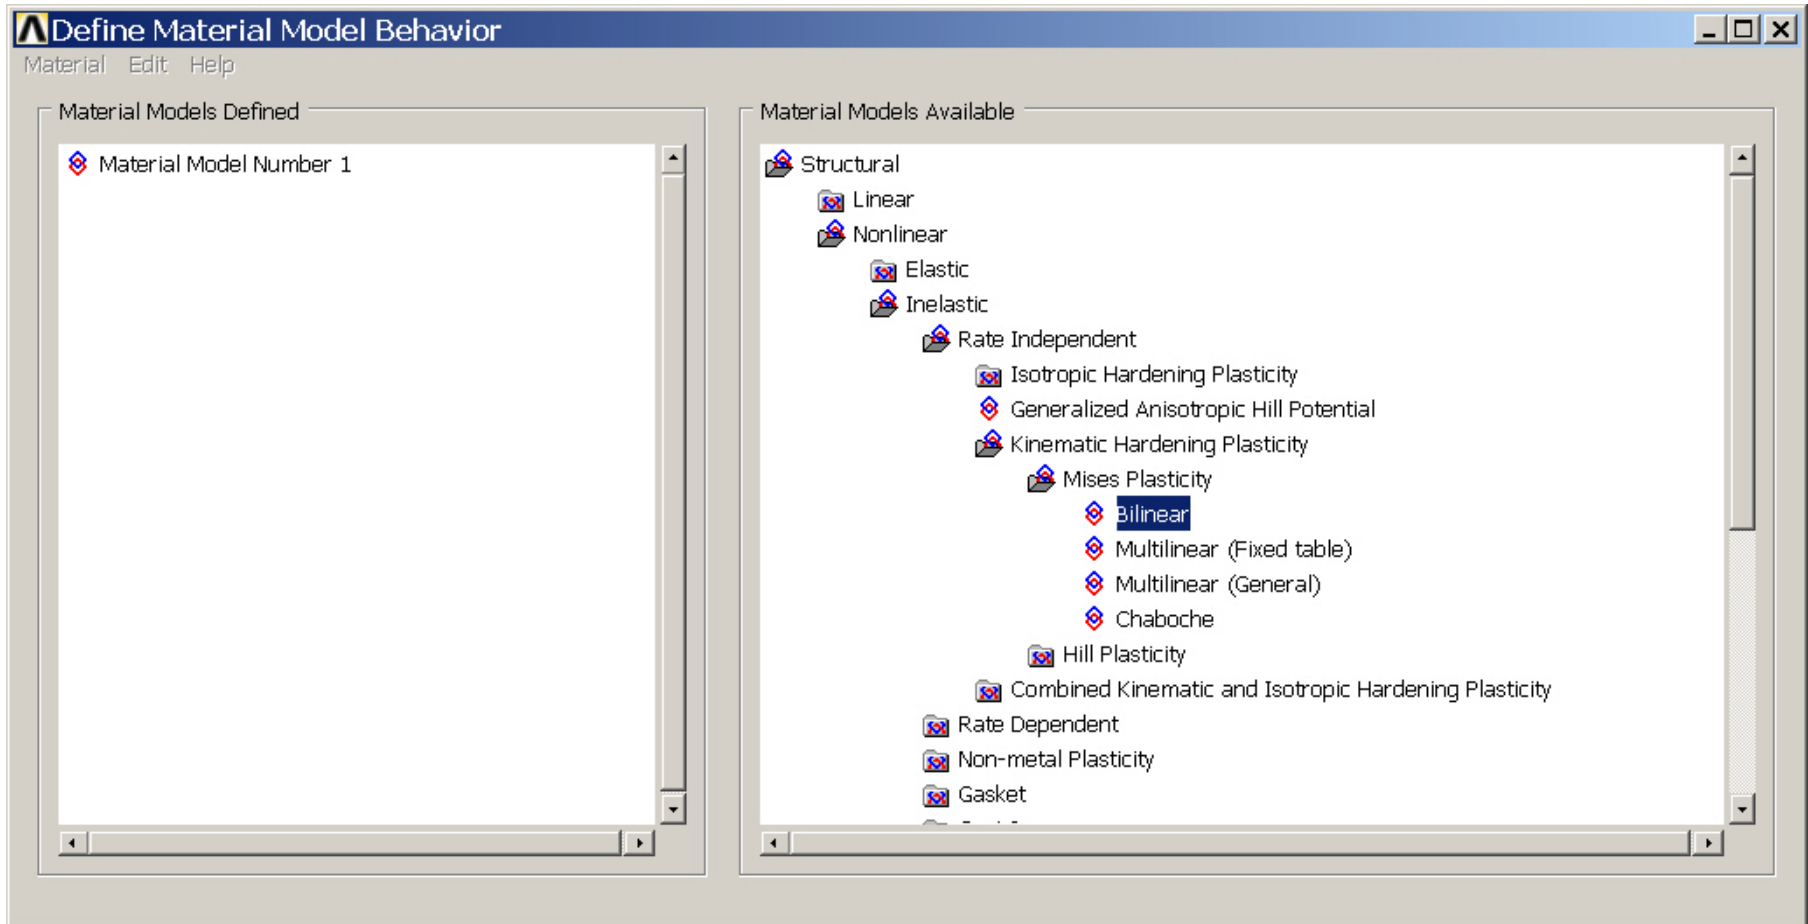 Define Material Model Behavior
Material Edit Help
Material Models Defined
Material Model Number 1
Material Models Available
Structural
Linear
Nonlinear
Elastic
Inelastic
Rate Independent
Isotropic Hardening Plasticity
Generalized Anisotropic Hill Potential
Kinematic Hardening Plasticity
Mises Plasticity
Bilinear
Multilinear (Fixed table)
Multilinear (General)
Chaboche
Hill Plasticity
Combined Kinematic and Isotropic Hardening Plasticity
Rate Dependent
Non-metal Plasticity
Gasket